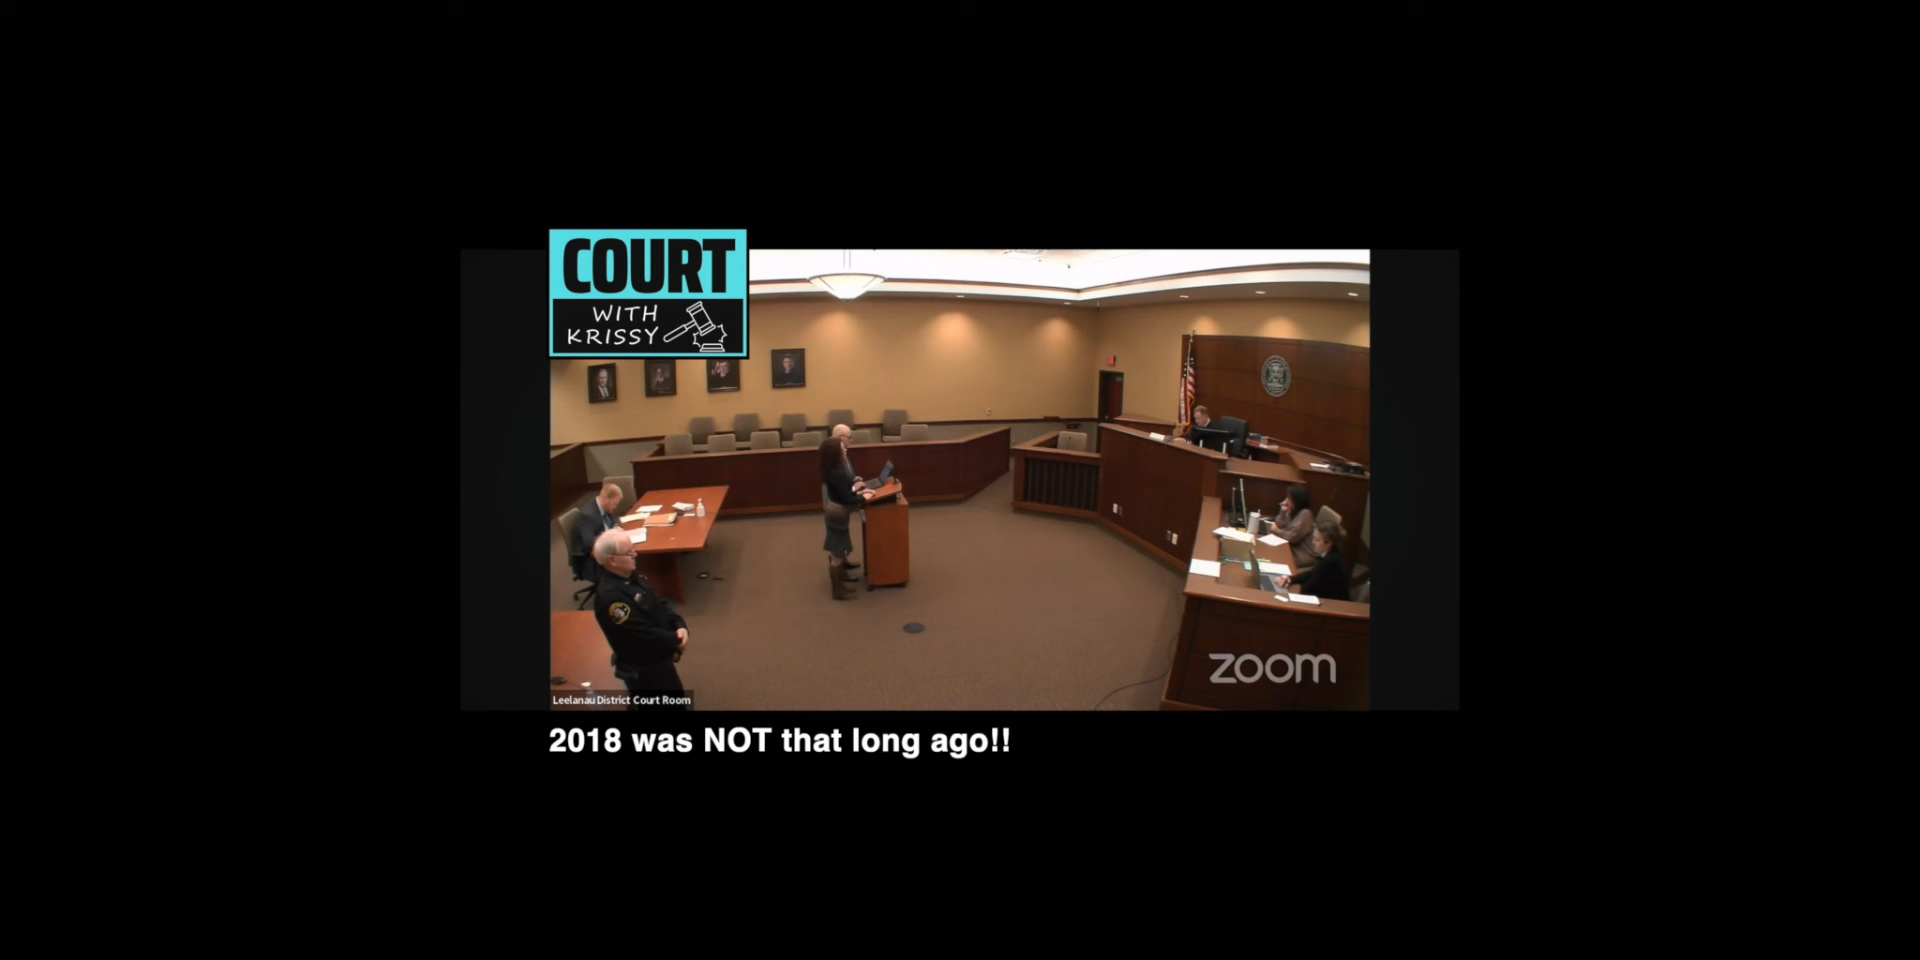 COURT
WITH
KRISSY
zoom
Leelanau District Court Room
2018 was NOT that long ago!!